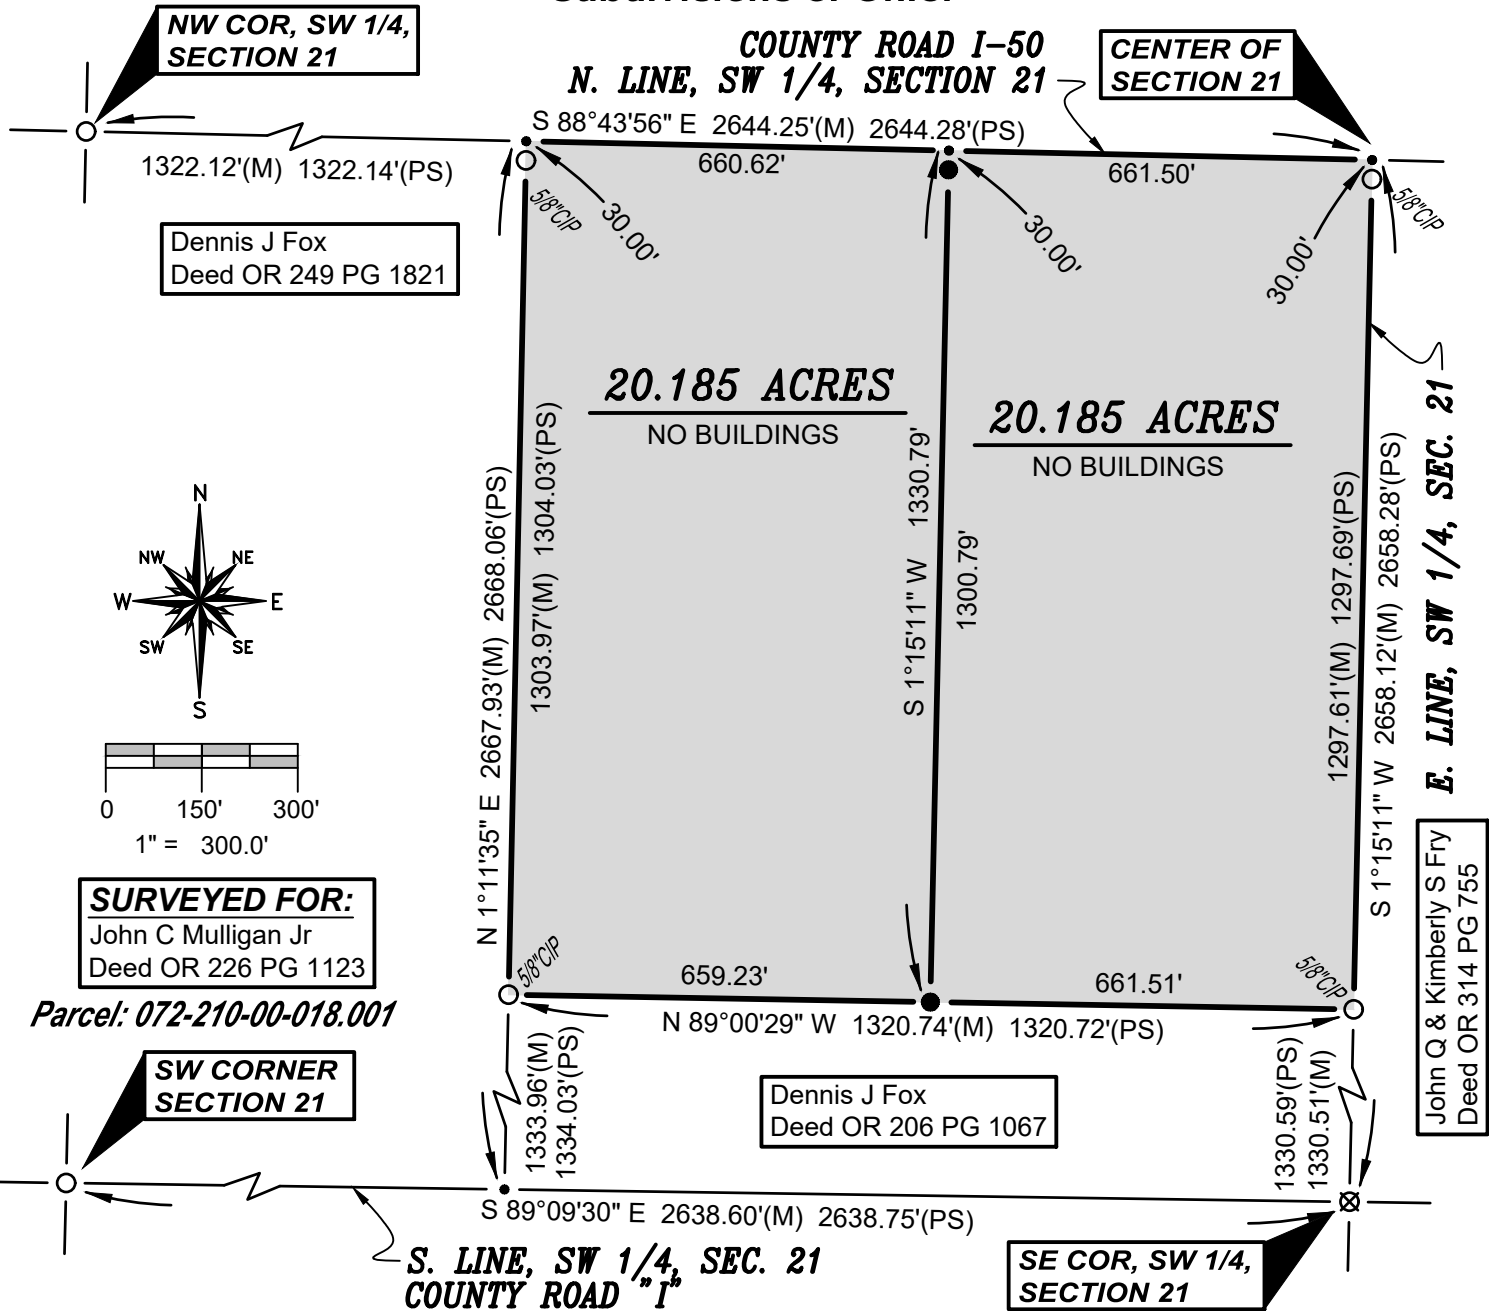 NW COR, SW 1/4,
SECTION 21
COUNTY ROAD I-50
N. LINE, SW 1/4, SECTION 21
CENTER OF
SECTION 21
S 88°43'56" E 2644.25'(M) 2644.28'(PS)
1322.12'(M) 1322.14'(PS)
660.62'
661.50'
5/8"CIP
30.00'
30.00'
30.00'
5/8"CIP
Dennis J Fox
Deed OR 249 PG 1821
20.185 ACRES
NO BUILDINGS
20.185 ACRES
NO BUILDINGS
N 1°11'35" E 2667.93'(M) 2668.06'(PS)
1303.97'(M) 1304.03'(PS)
S 1°15'11" W 1330.79'
1300.79'
1297.61'(M) 1297.69'(PS)
S 1°15'11" W 2658.12'(M) 2658.28'(PS)
E. LINE, SW 1/4, SEC. 21
N
NW NE
W E
SW SE
S
0 150' 300'
1" = 300.0'
SURVEYED FOR:
John C Mulligan Jr
Deed OR 226 PG 1123
Parcel: 072-210-00-018.001
John Q & Kimberly S Fry
Deed OR 314 PG 755
5/8"CIP
659.23'
661.51'
5/8"CIP
N 89°00'29" W 1320.74'(M) 1320.72'(PS)
1333.96'(M)
1334.03'(PS)
Dennis J Fox
Deed OR 206 PG 1067
1330.59'(PS)
1330.51'(M)
SW CORNER
SECTION 21
S 89°09'30" E 2638.60'(M) 2638.75'(PS)
S. LINE, SW 1/4, SEC. 21
COUNTY ROAD "I"
SE COR, SW 1/4,
SECTION 21